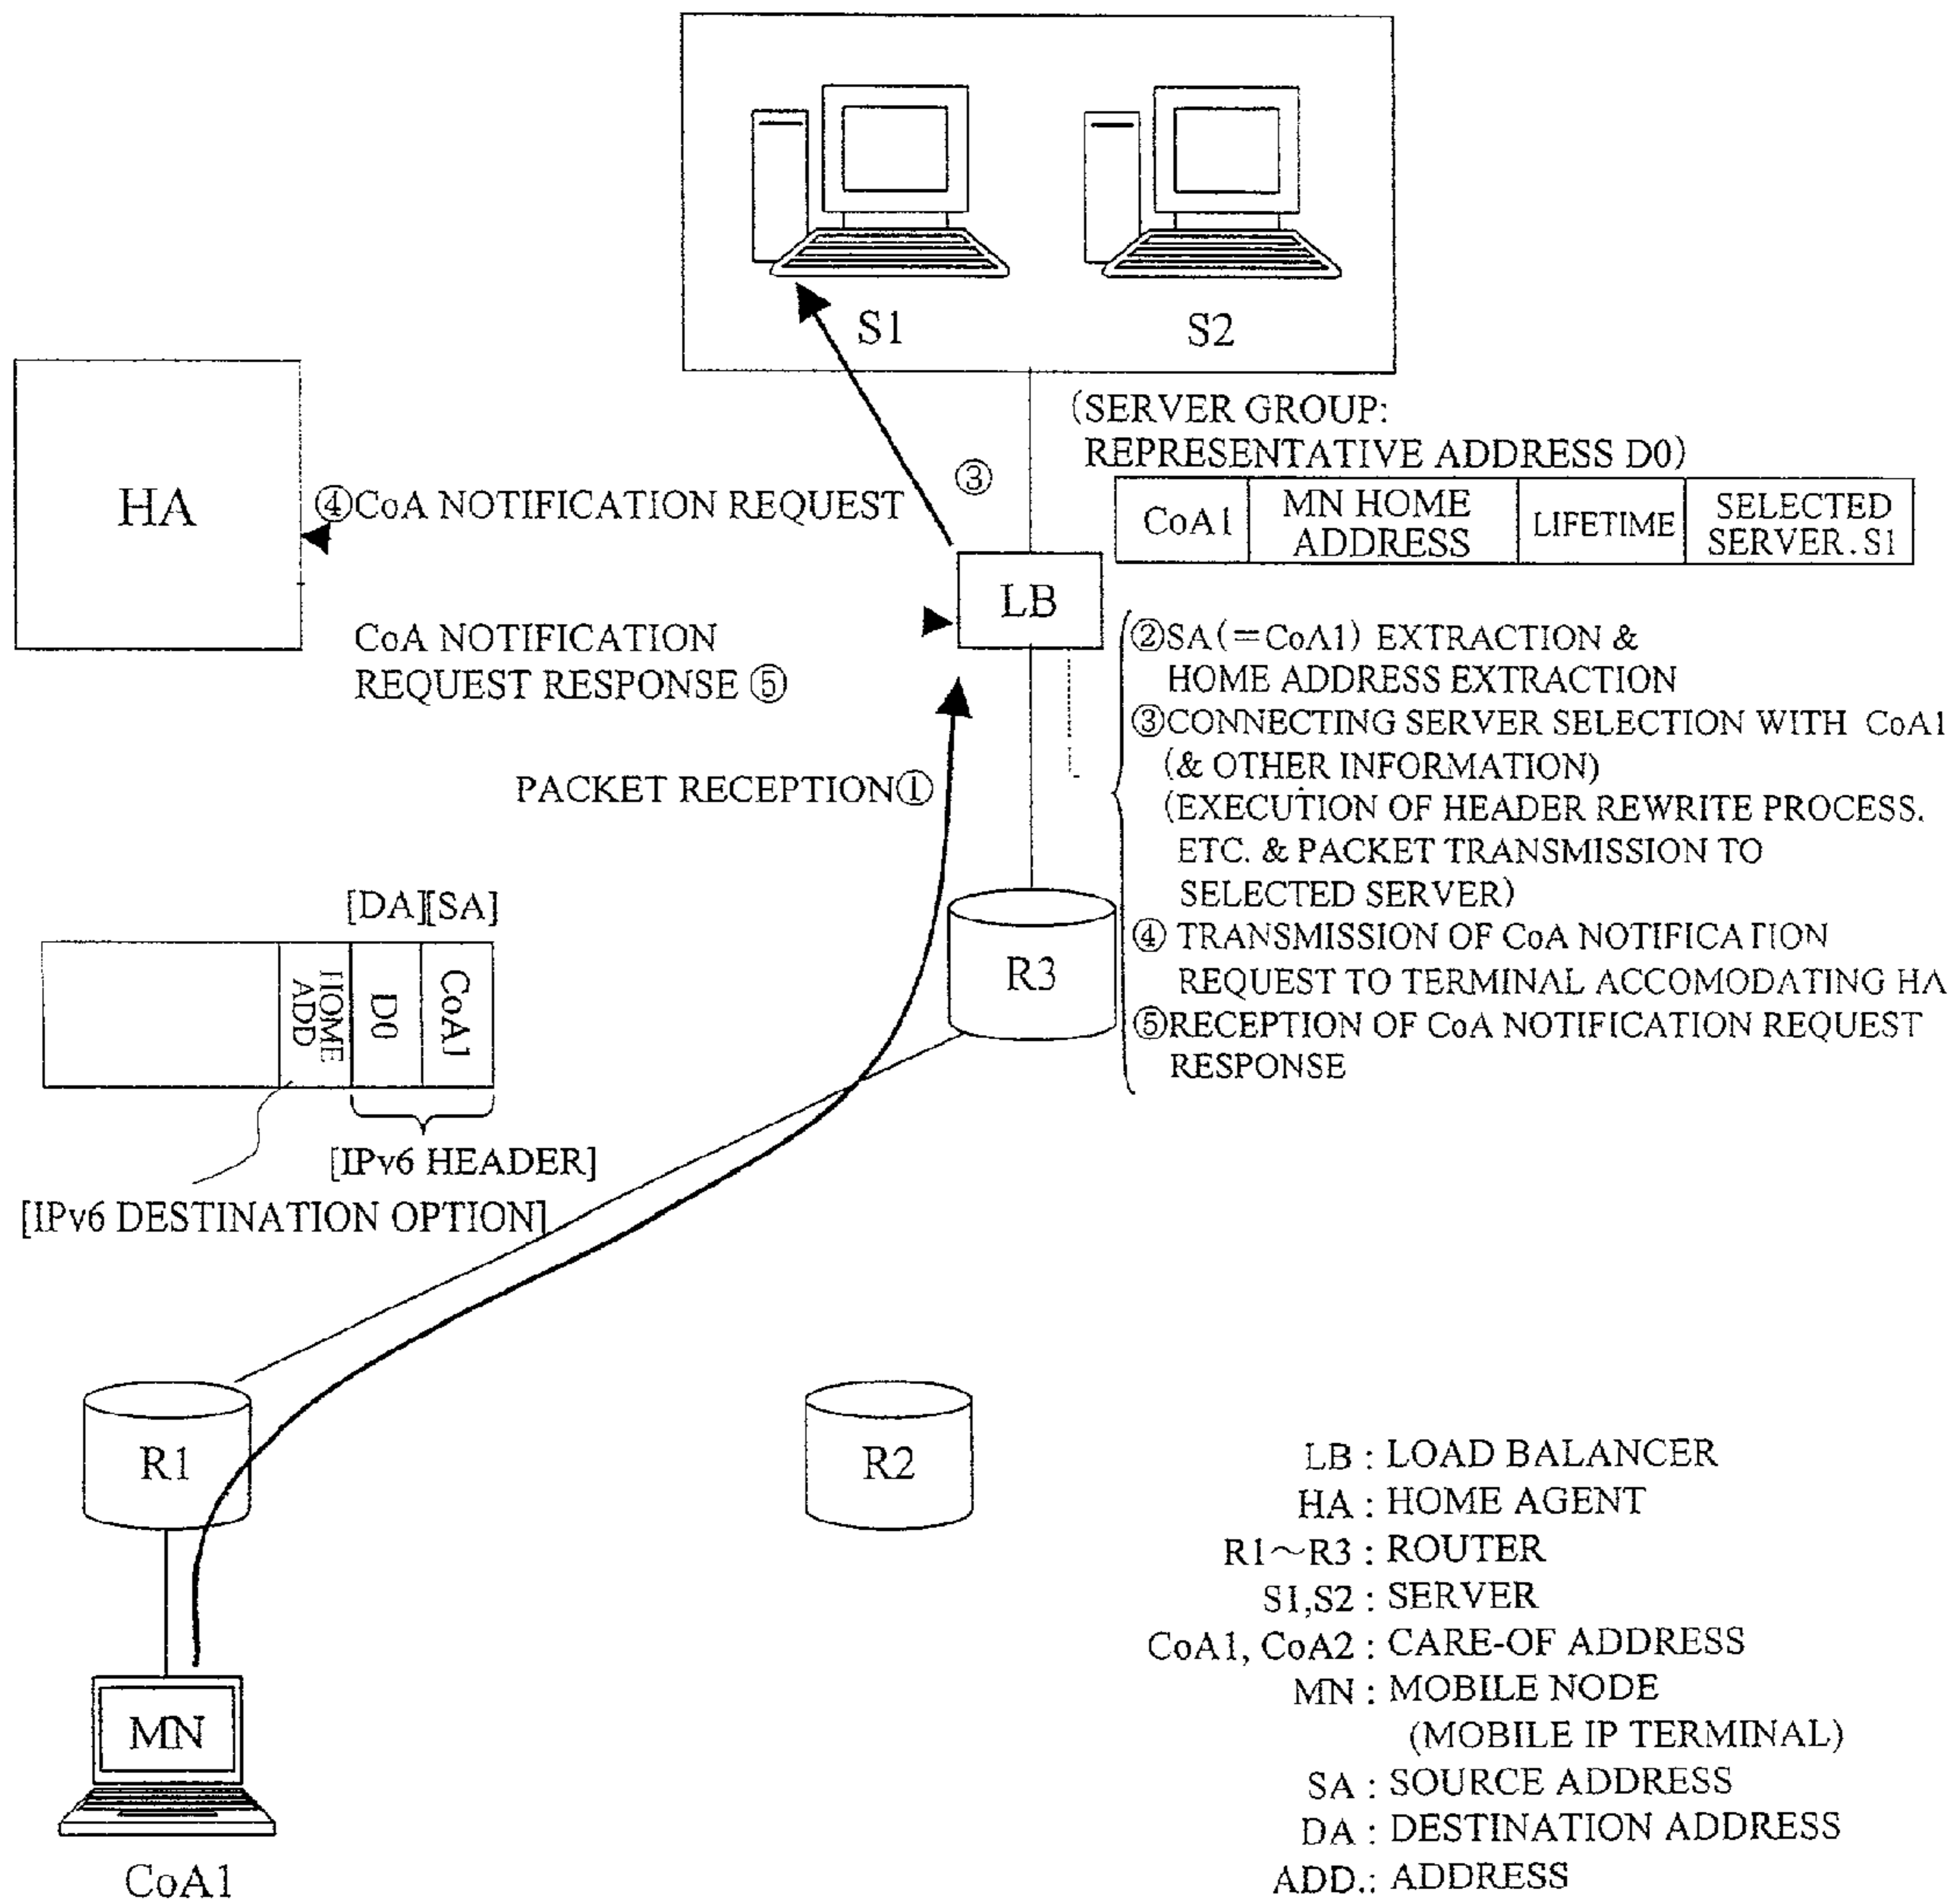 S1
S2
(SERVER GROUP:
REPRESENTATIVE ADDRESS D0)
HA
④CoA NOTIFICATION REQUEST
③
CoA1
MN HOME
ADDRESS
LIFETIME
SELECTED
SERVER.S1
LB
CoA NOTIFICATION
REQUEST RESPONSE ⑤
②SA(=CoA1) EXTRACTION &
HOME ADDRESS EXTRACTION
③CONNECTING SERVER SELECTION WITH CoA1
(& OTHER INFORMATION)
(EXECUTION OF HEADER REWRITE PROCESS.
ETC. & PACKET TRANSMISSION TO
SELECTED SERVER)
④ TRANSMISSION OF CoA NOTIFICATION
REQUEST TO TERMINAL ACCOMODATING HA
⑤RECEPTION OF CoA NOTIFICATION REQUEST
RESPONSE
PACKET RECEPTION①
[DA][SA]
HOME
ADD
D0
CoA1
R3
[IPv6 HEADER]
[IPv6 DESTINATION OPTION]
R1
R2
MN
CoA1
LB : LOAD BALANCER
HA : HOME AGENT
R1~R3 : ROUTER
S1,S2 : SERVER
CoA1, CoA2 : CARE-OF ADDRESS
MN : MOBILE NODE
(MOBILE IP TERMINAL)
SA : SOURCE ADDRESS
DA : DESTINATION ADDRESS
ADD.: ADDRESS